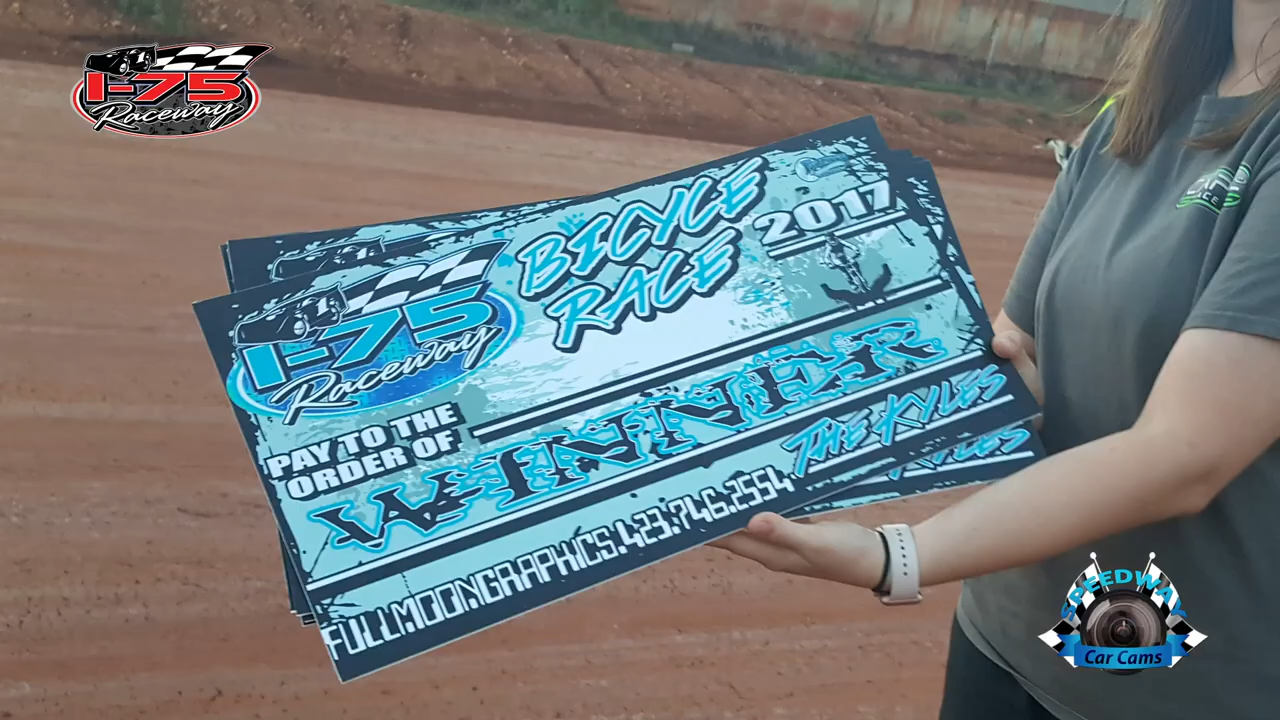 I-75
Raceway
BICYCLE
RACE
2017
I-75
Raceway
PAY TO THE
ORDER OF
WINNER
THE KYLES
FULLMOONGRAPHICS.423.746.2554
KYLES
SPEEDWAY
Car Cams